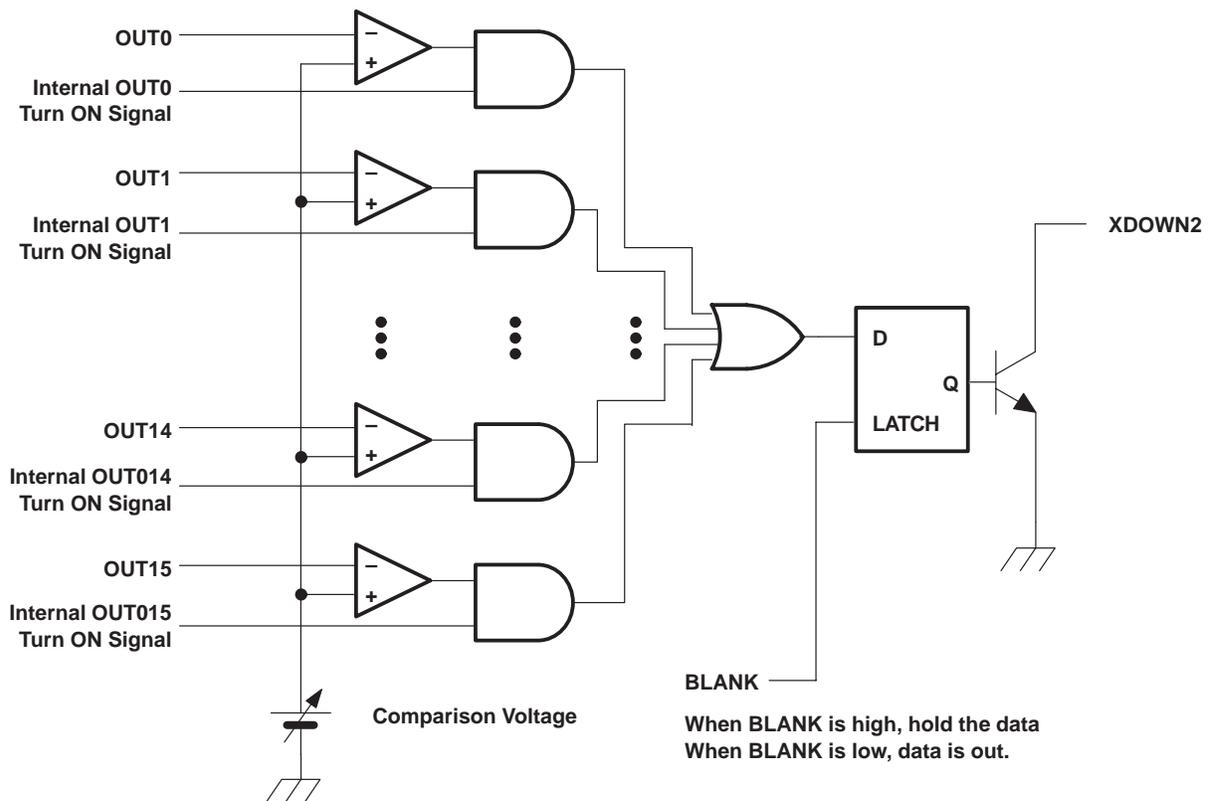 OUT0
−
+
Internal OUT0
Turn ON Signal
OUT1
−
+
Internal OUT1
Turn ON Signal
XDOWN2
D
Q
LATCH
OUT14
−
+
Internal OUT014
Turn ON Signal
OUT15
−
+
Internal OUT015
Turn ON Signal
BLANK
Comparison Voltage
When BLANK is high, hold the data
When BLANK is low, data is out.